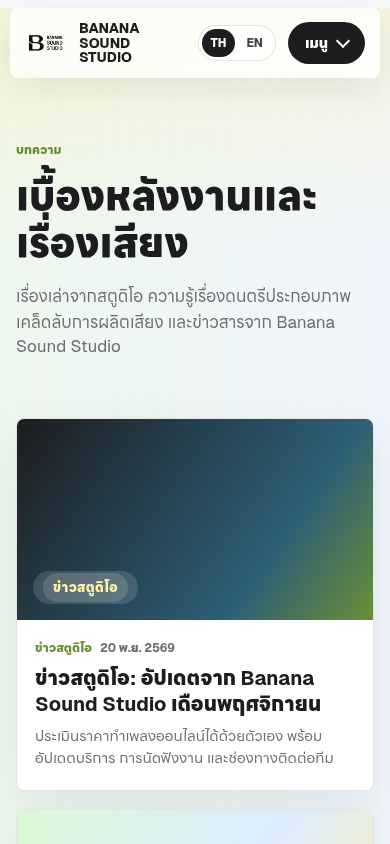 BANANA
SOUND
STUDIO
B BANANA
SOUND
STUDIO
TH EN
เมนู
บทความ
เบื้องหลังงานและ
เรื่องเสียง
เรื่องเล่าจากสตูดิโอ ความรู้เรื่องดนตรีประกอบภาพ
เคล็ดลับการผลิตเสียง และข่าวสารจาก Banana
Sound Studio
ข่าวสตูดิโอ
ข่าวสตูดิโอ 20 พ.ย. 2569
ข่าวสตูดิโอ: อัปเดตจาก Banana
Sound Studio เดือนพฤศจิกายน
ประเมินราคาทำเพลงออนไลน์ได้ด้วยตัวเอง พร้อม
อัปเดตบริการ การนัดฟังงาน และช่องทางติดต่อทีม